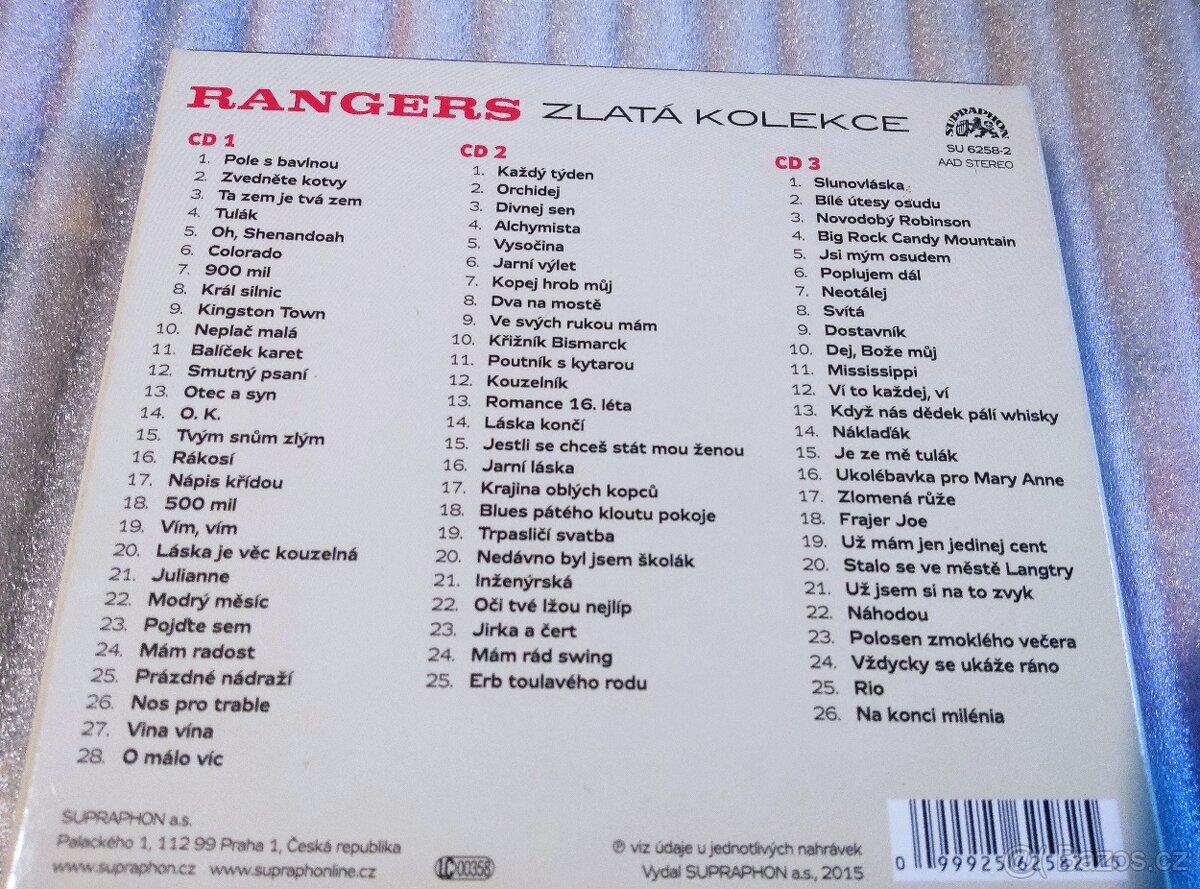 RANGERS ZLATÁ KOLEKCE
SUPRAPHON
SU 6258-2
AAD STEREO
CD 1
1. Pole s bavlnou
2. Zvedněte kotvy
3. Ta zem je tvá zem
4. Tulák
5. Oh, Shenandoah
6. Colorado
7. 900 mil
8. Král silnic
9. Kingston Town
10. Neplač malá
11. Balíček karet
12. Smutný psaní
13. Otec a syn
14. O. K.
15. Tvým snům zlým
16. Rákosí
17. Nápis křídou
18. 500 mil
19. Vím, vím
20. Láska je věc kouzelná
21. Julianne
22. Modrý měsíc
23. Pojďte sem
24. Mám radost
25. Prázdné nádraží
26. Nos pro trable
27. Vina vína
28. O málo víc
CD 2
1. Každý týden
2. Orchidej
3. Divnej sen
4. Alchymista
5. Vysočina
6. Jarní výlet
7. Kopej hrob můj
8. Dva na mostě
9. Ve svých rukou mám
10. Křižník Bismarck
11. Poutník s kytarou
12. Kouzelník
13. Romance 16. léta
14. Láska končí
15. Jestli se chceš stát mou ženou
16. Jarní láska
17. Krajina oblých kopců
18. Blues pátého kloutu pokoje
19. Trpasličí svatba
20. Nedávno byl jsem školák
21. Inženýrská
22. Oči tvé lžou nejlíp
23. Jirka a čert
24. Mám rád swing
25. Erb toulavého rodu
CD 3
1. Slunovláska
2. Bílé útesy osudu
3. Novodobý Robinson
4. Big Rock Candy Mountain
5. Jsi mým osudem
6. Poplujem dál
7. Neotálej
8. Svítá
9. Dostavník
10. Dej, Bože můj
11. Mississippi
12. Ví to každej, ví
13. Když nás dědek pálí whisky
14. Náklaďák
15. Je ze mě tulák
16. Ukolébavka pro Mary Anne
17. Zlomená růže
18. Frajer Joe
19. Už mám jen jedinej cent
20. Stalo se ve městě Langtry
21. Už jsem si na to zvyk
22. Náhodou
23. Polosen zmoklého večera
24. Vždycky se ukáže ráno
25. Rio
26. Na konci milénia
SUPRAPHON a.s.
Palackého 1, 112 99 Praha 1, Česká republika
www.supraphon.cz www.supraphonline.cz
LC 00358
℗ viz údaje u jednotlivých nahrávek
Vydal SUPRAPHON a.s., 2015
0 99925 62582 5
Bazos.cz